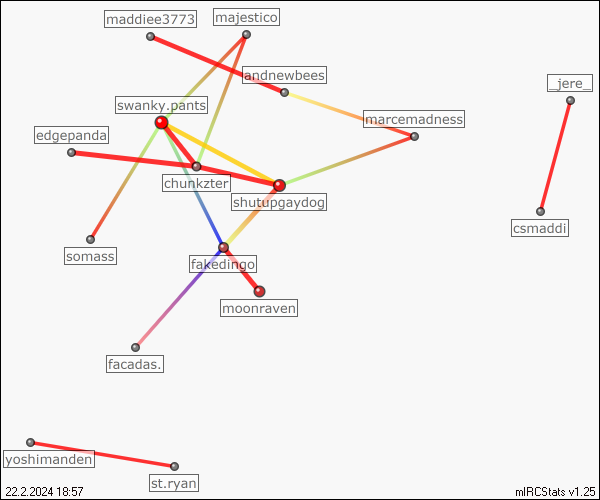 maddiee3773
majestico
andnewbees
_jere_
swanky.pants
marcemadness
edgepanda
chunkzter
shutupgaydog
csmaddi
somass
fakedingo
moonraven
facadas.
yoshimanden
st.ryan
22.2.2024 18:57
mIRCStats v1.25